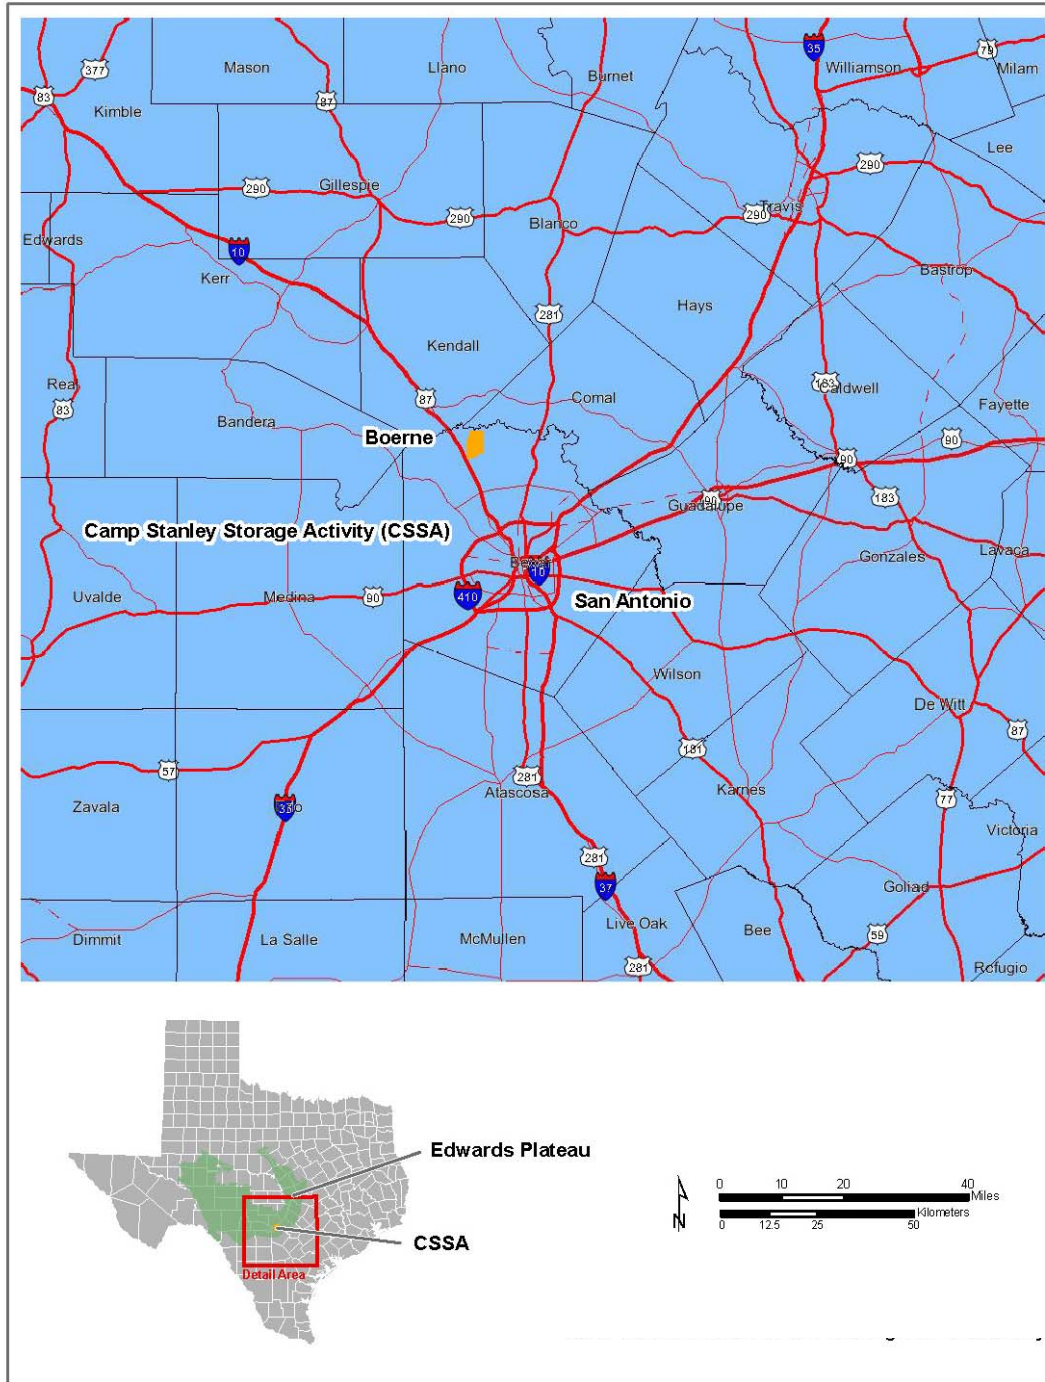 35
79
377
Mason
Llano
Burnet
Williamson
Milam
83
87
Kimble
Lee
290
Gillespie
290
290
290
Travis
Blanco
Edwards
10
Kerr
Bastrop
Hays
281
Kendall
Real
83
87
Comal
183
Caldwell
Fayette
Bandera
Boerne
90
90
183
90
Guadalupe
Camp Stanley Storage Activity (CSSA)
Gonzales
Lavaca
Bexar
10
Uvalde
Medina
90
410
San Antonio
Wilson
De Witt
87
181
57
281
Atascosa
Karnes
77
Zavala
35
Victoria
281
37
Goliad
Live Oak
Bee
59
Dimmit
La Salle
McMullen
281
Refugio
Edwards Plateau
CSSA
Detail Area
N
0 10 20 40
Miles
Kilometers
0 12.5 25 50